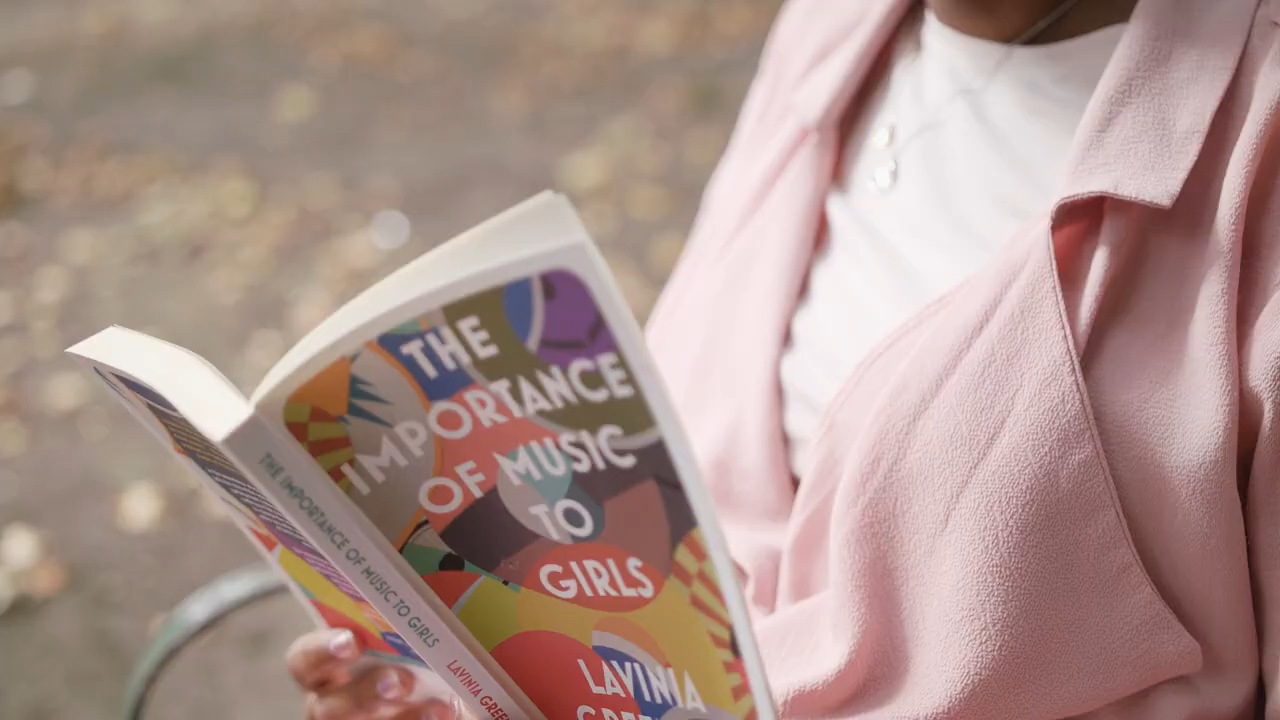 THE
IMPORTANCE
OF MUSIC
TO
GIRLS
LAVINIA
THE IMPORTANCE OF MUSIC TO GIRLS
LAVINIA